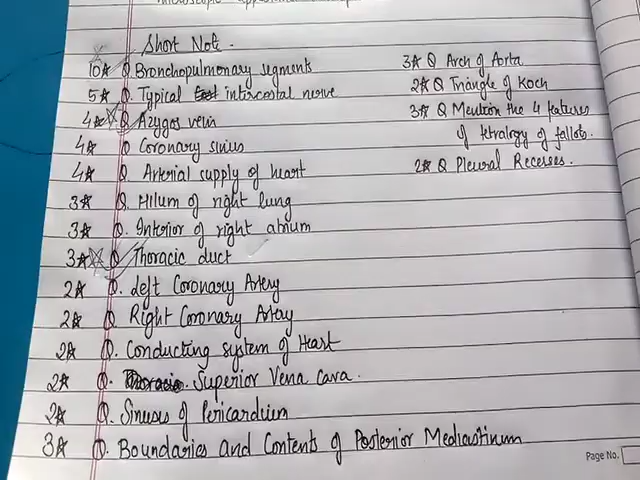 Short Note.
10☆ Q Bronchopulmonary segments
5☆ Q. Typical intercostal nerve
4☆ Q Azygos vein
4☆ Q Coronary sinus
4☆ Q. Arterial supply of heart
3☆ Q. Hilum of right lung
3☆ Q. Interior of right atrium
3☆ Q Thoracic duct
2☆ Q. left Coronary Artery
2☆ Q. Right Coronary Artery
2☆ Q. Conducting system of Heart
2☆ Q. Superior Vena Cava.
2☆ Q. Sinuses of Pericardium
3☆ Q. Boundaries and Contents of Posterior Mediastinum
3☆ Q Arch of Aorta
2☆ Q Triangle of Koch
3☆ Q Mention the 4 features
of tetralogy of fallots.
2☆ Q Pleural Recesses.
Page No.